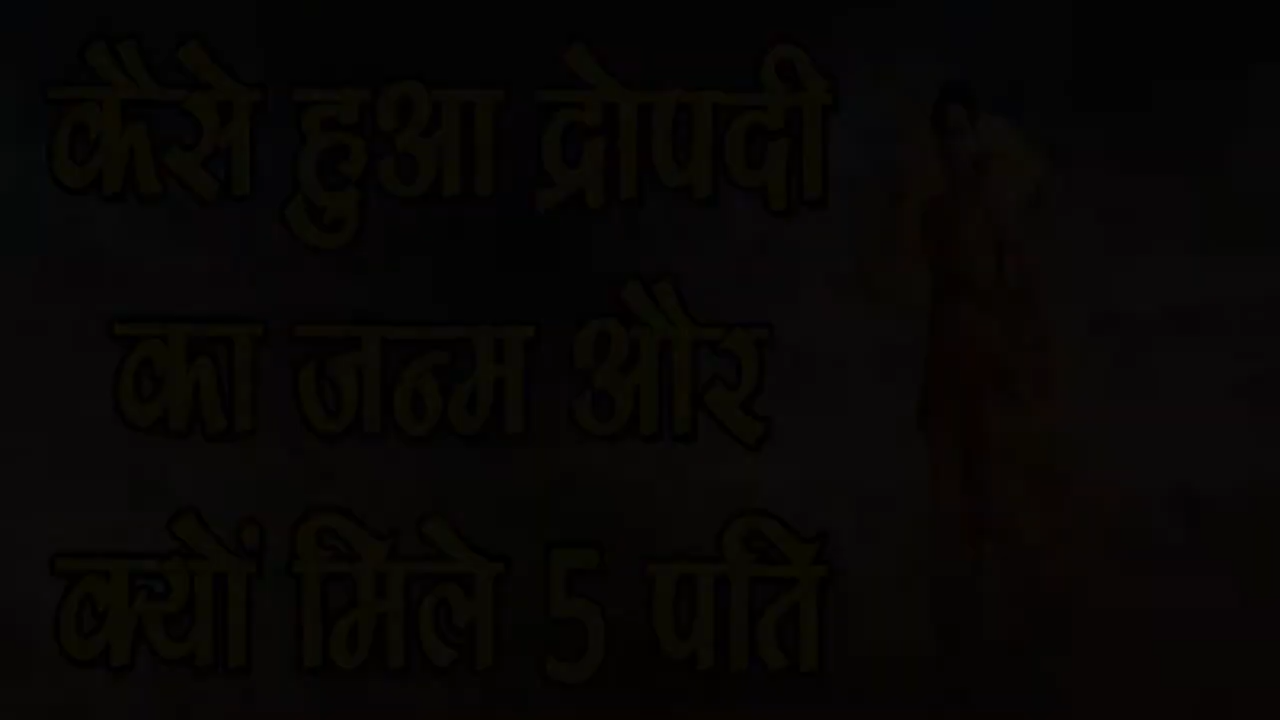 कैसे हुआ द्रोपदी
का जन्म और
क्यों मिले 5 पति